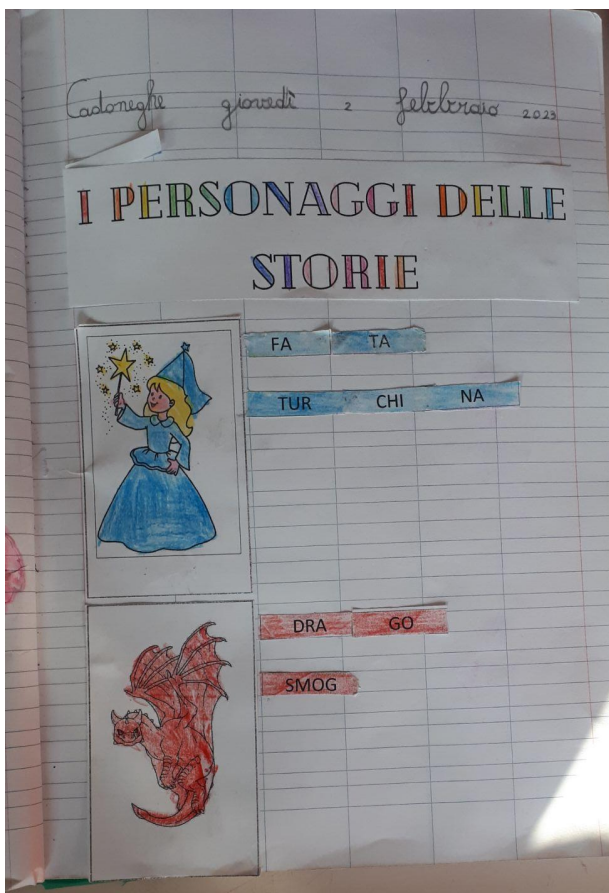 Cadoneghe giovedì 2 febbraio 2023
I PERSONAGGI DELLE
STORIE
FA TA
TUR CHI NA
DRA GO
SMOG